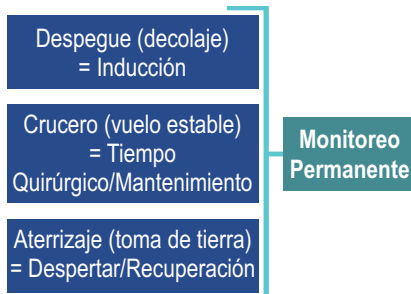 Despegue (decolaje)
= Inducción
Crucero (vuelo estable)
= Tiempo
Quirúrgico/Mantenimiento
Aterrizaje (toma de tierra)
= Despertar/Recuperación
Monitoreo
Permanente